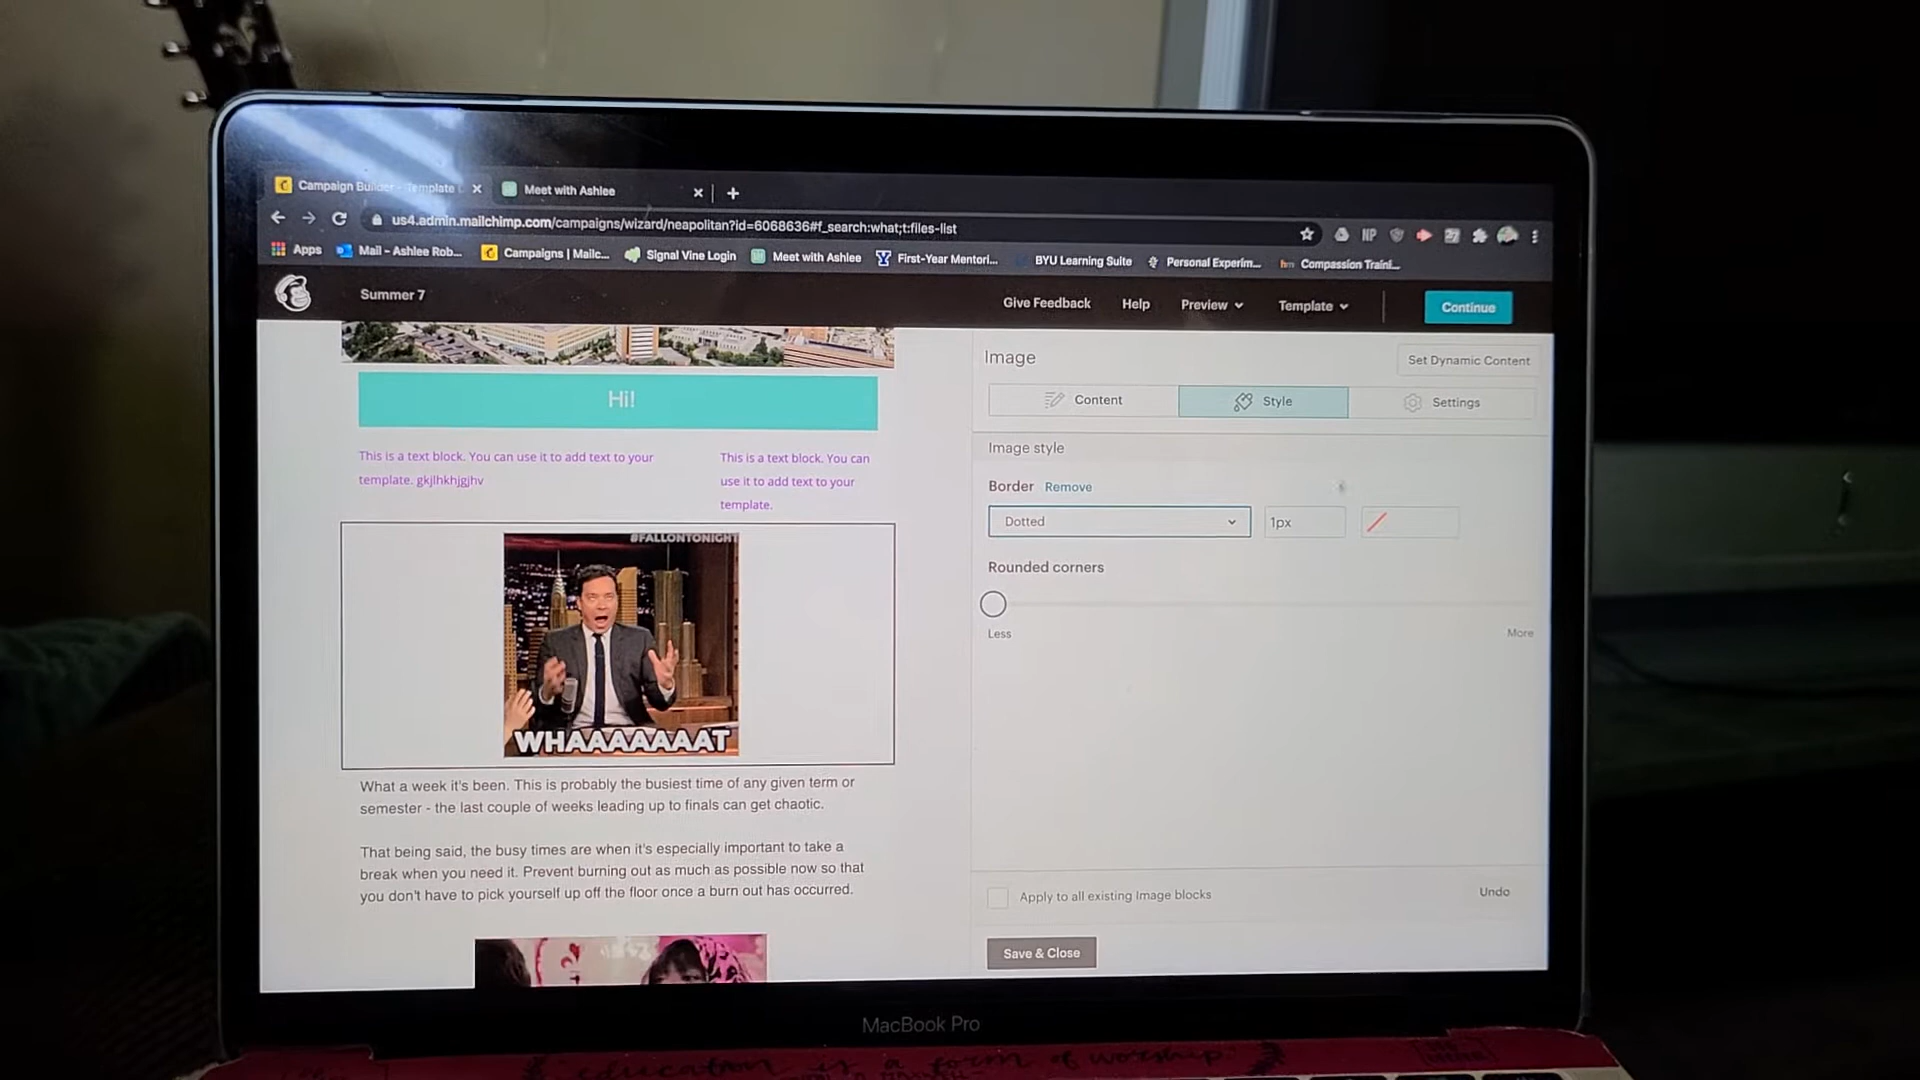 Campaign Builder - Template
Meet with Ashlee
us4.admin.mailchimp.com/campaigns/wizard/neapolitan?id=6068636#f_search:what;t:files-list
Apps
Mail - Ashlee Rob...
Campaigns | Mailc...
Signal Vine Login
Meet with Ashlee
First-Year Mentori...
BYU Learning Suite
Personal Experim...
hm Compassion Traini...
Summer 7
Give Feedback
Help
Preview
Template
Continue
Hi!
This is a text block. You can use it to add text to your
template. gkjlhkhjgjhv
This is a text block. You can
use it to add text to your
template.
#FALLONTONIGHT
WHAAAAAAAT
What a week it's been. This is probably the busiest time of any given term or
semester - the last couple of weeks leading up to finals can get chaotic.
That being said, the busy times are when it's especially important to take a
break when you need it. Prevent burning out as much as possible now so that
you don't have to pick yourself up off the floor once a burn out has occurred.
Image
Set Dynamic Content
Content
Style
Settings
Image style
Border Remove
Dotted
1px
Rounded corners
Less
More
Apply to all existing Image blocks
Undo
Save & Close
MacBook Pro
education is a form of worship